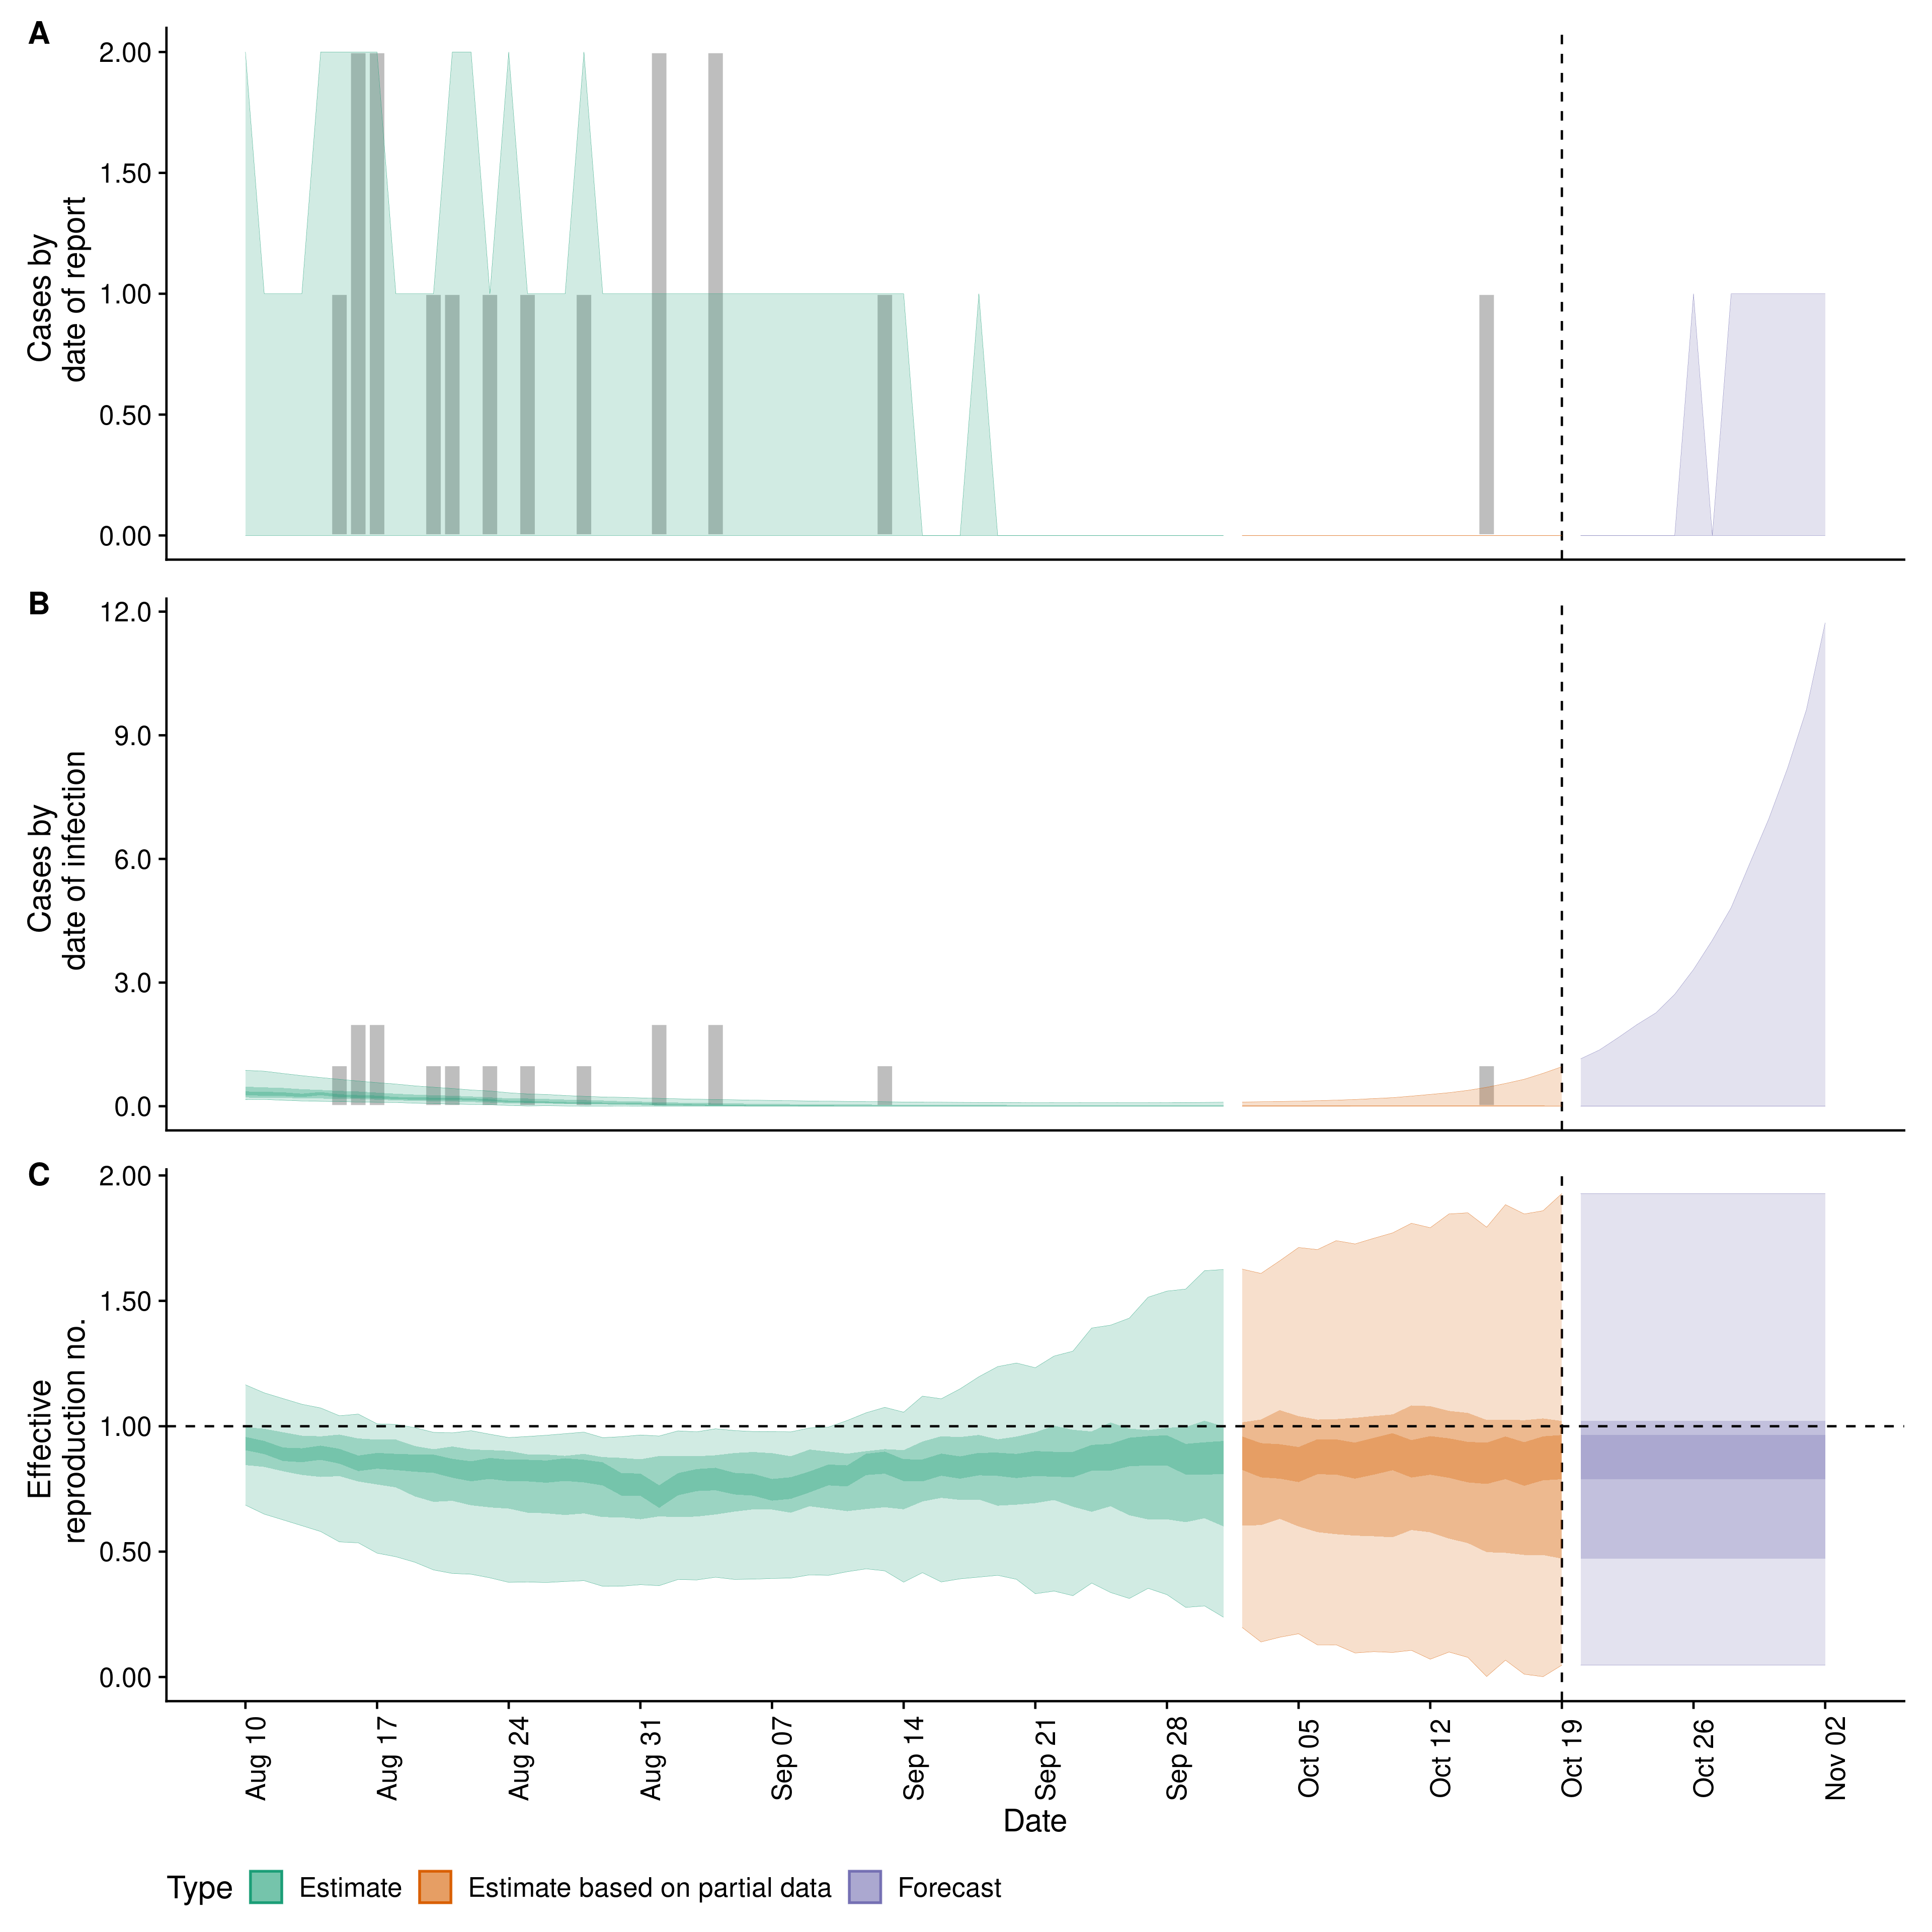 A
Cases by
date of report
2.00
1.50
1.00
0.50
0.00
B
Cases by
date of infection
12.0
9.0
6.0
3.0
0.0
C
Effective
reproduction no.
2.00
1.50
1.00
0.50
0.00
Aug 10
Aug 17
Aug 24
Aug 31
Sep 07
Sep 14
Sep 21
Sep 28
Oct 05
Oct 12
Oct 19
Oct 26
Nov 02
Date
Type Estimate Estimate based on partial data Forecast